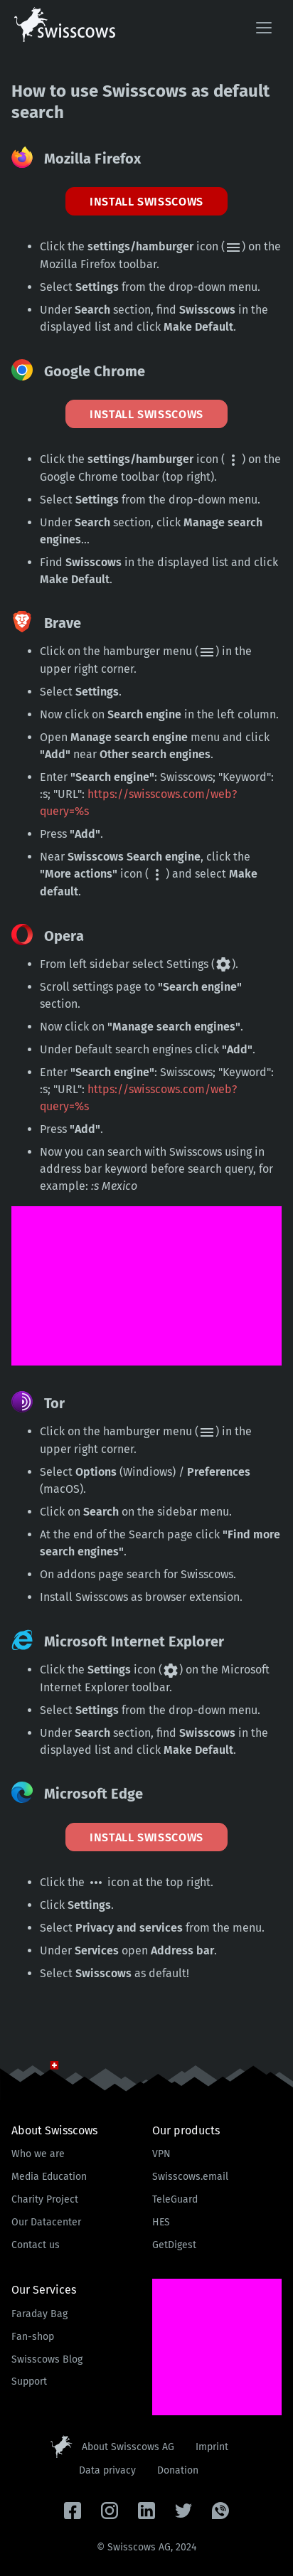 swisscows
How to use Swisscows as default
search
Mozilla Firefox
INSTALL SWISSCOWS
Click the settings/hamburger icon ( ) on the
Mozilla Firefox toolbar.
Select Settings from the drop-down menu.
Under Search section, find Swisscows in the
displayed list and click Make Default.
Google Chrome
INSTALL SWISSCOWS
Click the settings/hamburger icon ( ) on the
Google Chrome toolbar (top right).
Select Settings from the drop-down menu.
Under Search section, click Manage search
engines...
Find Swisscows in the displayed list and click
Make Default.
Brave
Click on the hamburger menu ( ) in the
upper right corner.
Select Settings.
Now click on Search engine in the left column.
Open Manage search engine menu and click
"Add" near Other search engines.
Enter "Search engine": Swisscows; "Keyword":
:s; "URL": https://swisscows.com/web?
query=%s
Press "Add".
Near Swisscows Search engine, click the
"More actions" icon ( ) and select Make
default.
Opera
From left sidebar select Settings ( ).
Scroll settings page to "Search engine"
section.
Now click on "Manage search engines".
Under Default search engines click "Add".
Enter "Search engine": Swisscows; "Keyword":
:s; "URL": https://swisscows.com/web?
query=%s
Press "Add".
Now you can search with Swisscows using in
address bar keyword before search query, for
example: :s Mexico
Tor
Click on the hamburger menu ( ) in the
upper right corner.
Select Options (Windiows) / Preferences
(macOS).
Click on Search on the sidebar menu.
At the end of the Search page click "Find more
search engines".
On addons page search for Swisscows.
Install Swisscows as browser extension.
Microsoft Internet Explorer
Click the Settings icon ( ) on the Microsoft
Internet Explorer toolbar.
Select Settings from the drop-down menu.
Under Search section, find Swisscows in the
displayed list and click Make Default.
Microsoft Edge
INSTALL SWISSCOWS
Click the ··· icon at the top right.
Click Settings.
Select Privacy and services from the menu.
Under Services open Address bar.
Select Swisscows as default!
About Swisscows
Who we are
Media Education
Charity Project
Our Datacenter
Contact us
Our products
VPN
Swisscows.email
TeleGuard
HES
GetDigest
Our Services
Faraday Bag
Fan-shop
Swisscows Blog
Support
About Swisscows AG Imprint
Data privacy Donation
© Swisscows AG, 2024